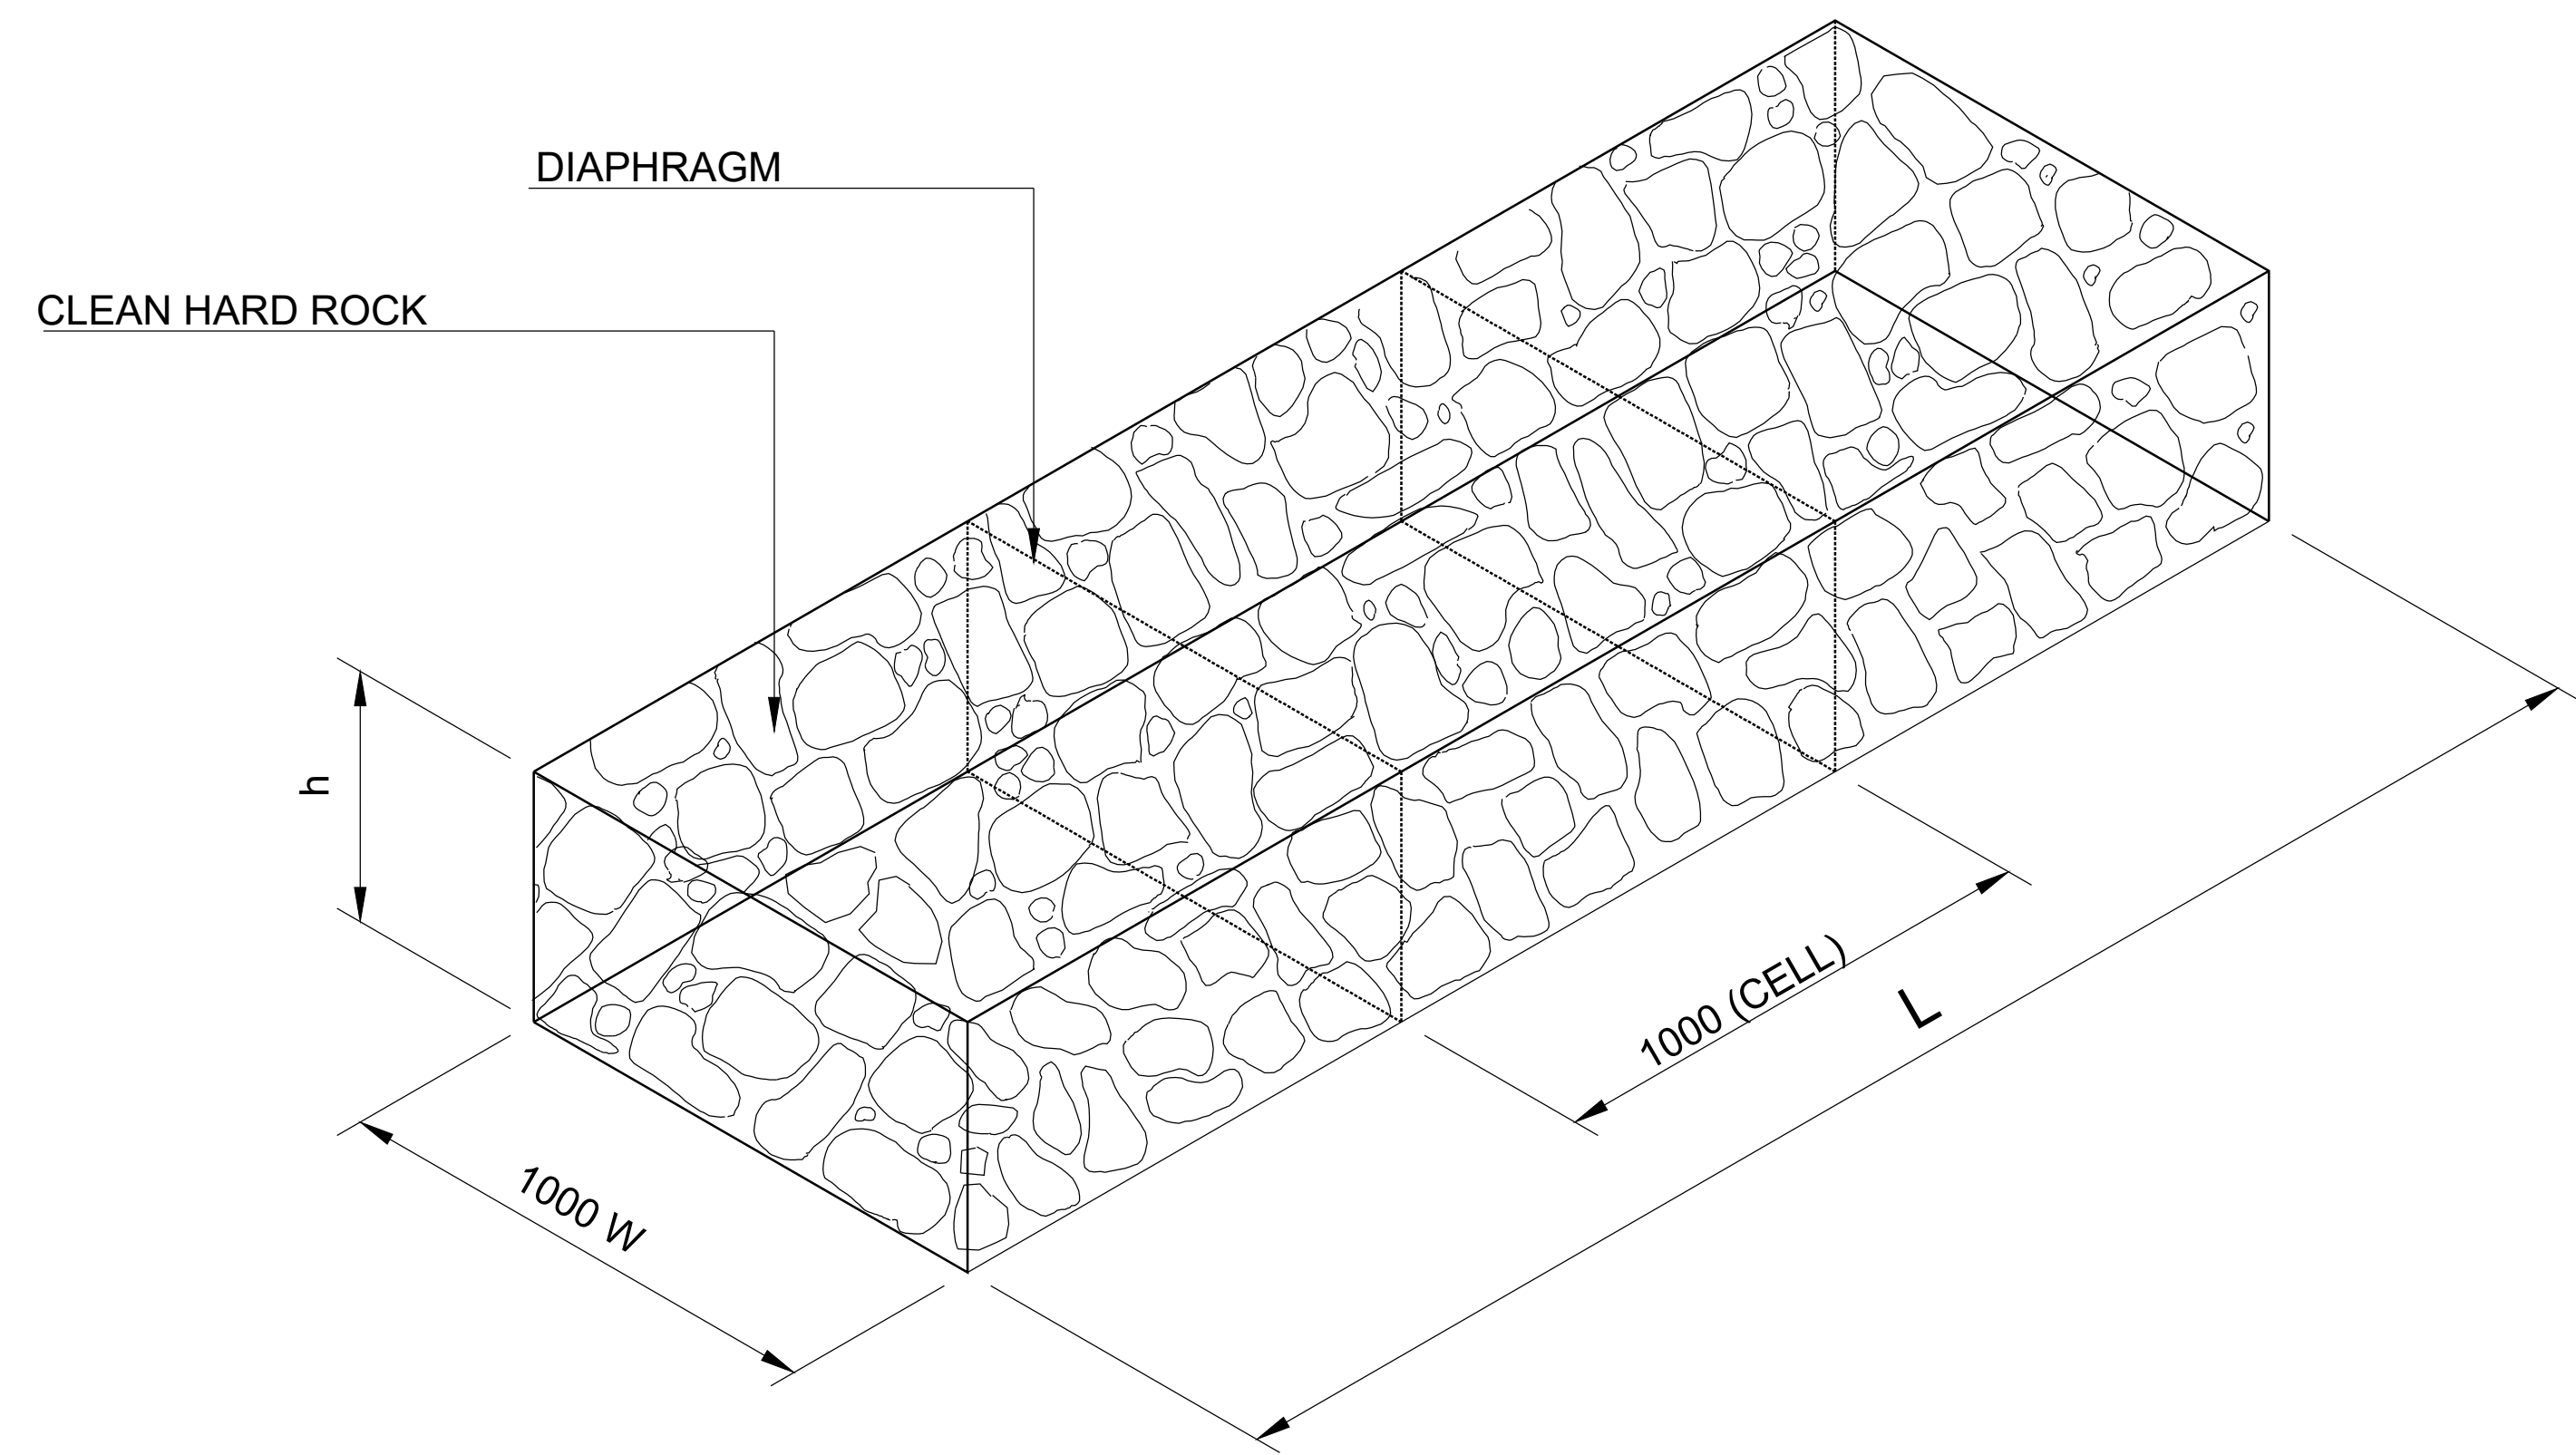 DIAPHRAGM
CLEAN HARD ROCK
h
1000 (CELL)
L
1000 W